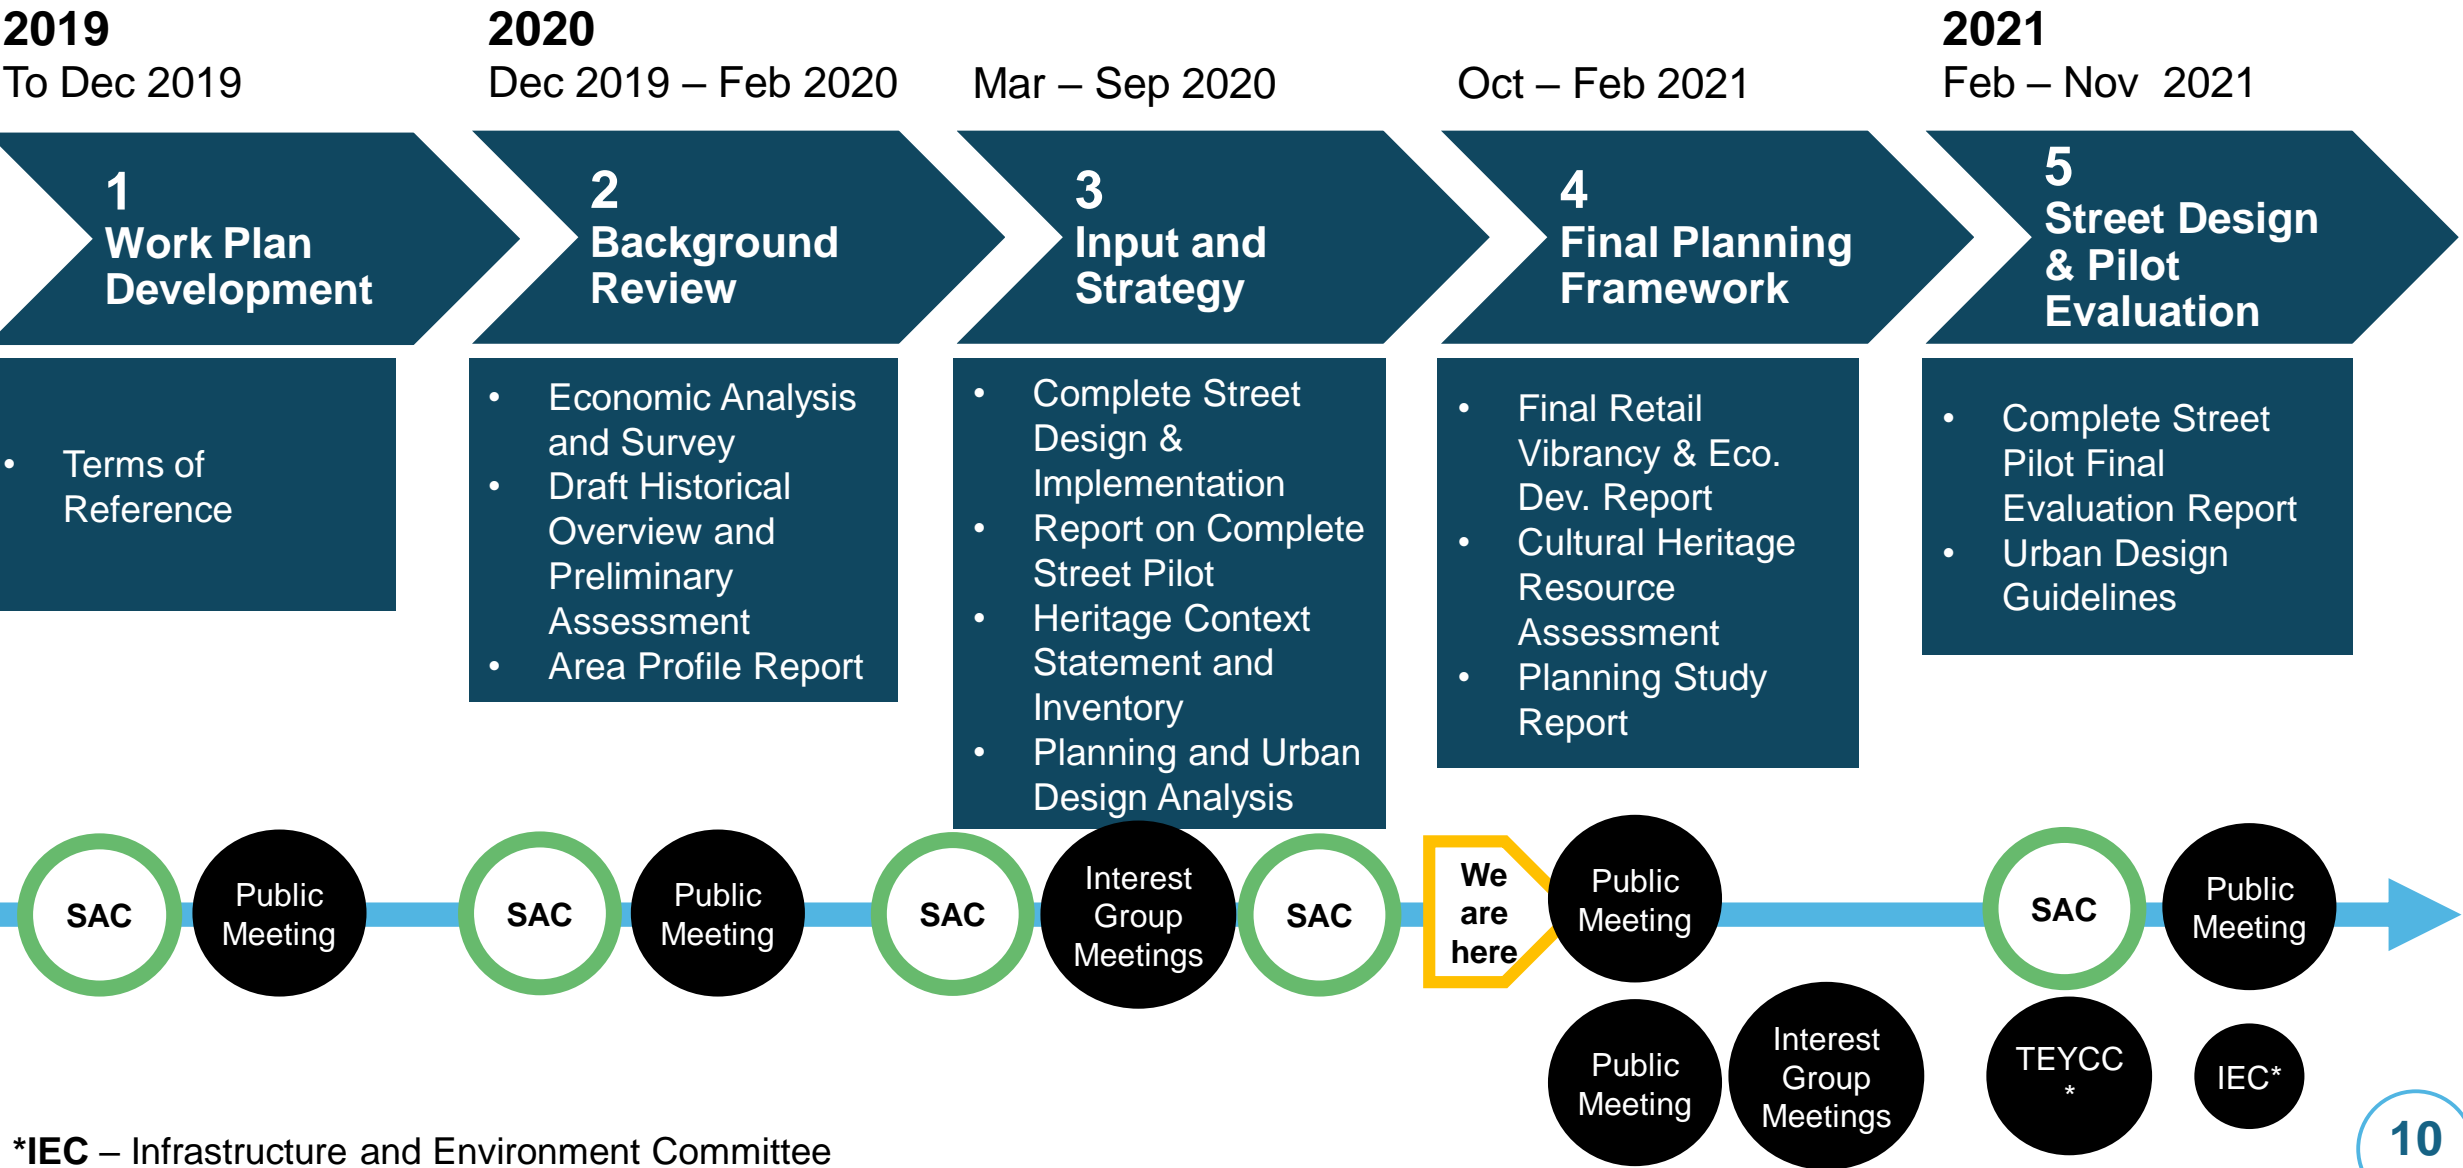 2019
To Dec 2019
2020
Dec 2019 – Feb 2020
Mar – Sep 2020
Oct – Feb 2021
2021
Feb – Nov 2021
1
Work Plan
Development
2
Background
Review
3
Input and
Strategy
4
Final Planning
Framework
5
Street Design
& Pilot
Evaluation
• Terms of
Reference
• Economic Analysis
and Survey
• Draft Historical
Overview and
Preliminary
Assessment
• Area Profile Report
• Complete Street
Design &
Implementation
• Report on Complete
Street Pilot
• Heritage Context
Statement and
Inventory
• Planning and Urban
Design Analysis
• Final Retail
Vibrancy & Eco.
Dev. Report
• Cultural Heritage
Resource
Assessment
• Planning Study
Report
• Complete Street
Pilot Final
Evaluation Report
• Urban Design
Guidelines
SAC
Public
Meeting
SAC
Public
Meeting
SAC
Interest
Group
Meetings
SAC
We
are
here
Public
Meeting
SAC
Public
Meeting
Public
Meeting
Interest
Group
Meetings
TEYCC
*
IEC*
*IEC – Infrastructure and Environment Committee
10